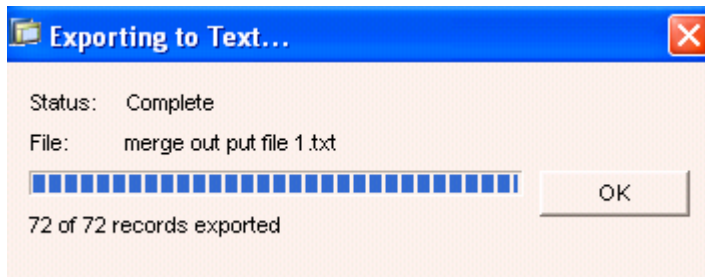 Exporting to Text...
Status: Complete
File: merge out put file 1.txt
OK
72 of 72 records exported